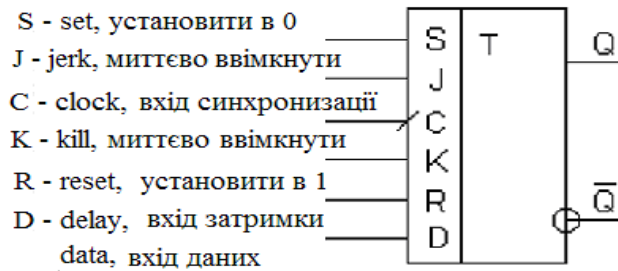 S - set, установити в 0
J - jerk, миттєво ввімкнути
C - clock, вхід синхронизації
K - kill, миттєво ввімкнути
R - reset, установити в 1
D - delay, вхід затримки
data, вхід даних
S T Q
J
C
K
R Q̅
D